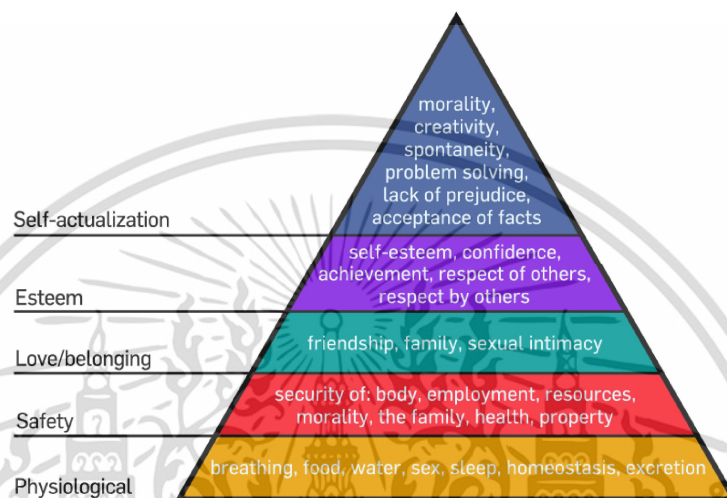 morality,
creativity,
spontaneity,
problem solving,
lack of prejudice,
acceptance of facts
Self-actualization
self-esteem, confidence,
achievement, respect of others,
respect by others
Esteem
friendship, family, sexual intimacy
Love/belonging
security of: body, employment, resources,
morality, the family, health, property
Safety
breathing, food, water, sex, sleep, homeostasis, excretion
Physiological